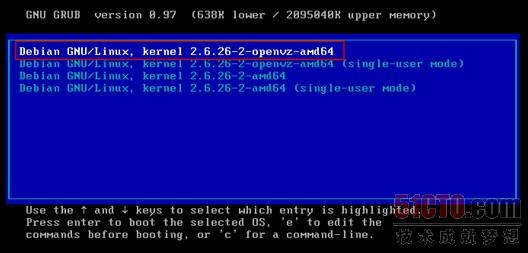 GNU GRUB version 0.97 (638K lower / 2095040K upper memory)
Debian GNU/Linux, kernel 2.6.26-2-openvz-amd64
Debian GNU/Linux, kernel 2.6.26-2-openvz-amd64 (single-user mode)
Debian GNU/Linux, kernel 2.6.26-2-amd64
Debian GNU/Linux, kernel 2.6.26-2-amd64 (single-user mode)
Use the ↑ and ↓ keys to select which entry is highlighted.
Press enter to boot the selected OS, 'e' to edit the
commands before booting, or 'c' for a command-line.
51CTO.com
技术成就梦想